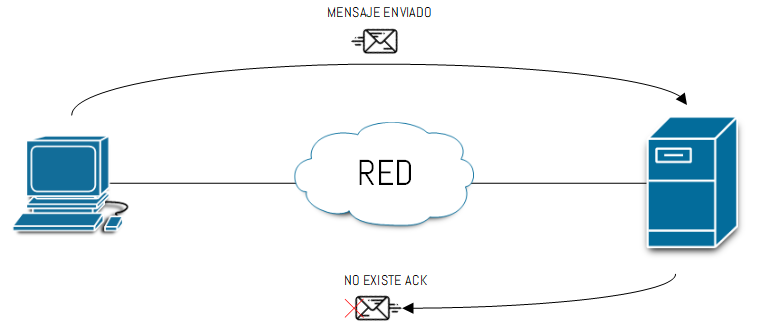 MENSAJE ENVIADO
RED
NO EXISTE ACK